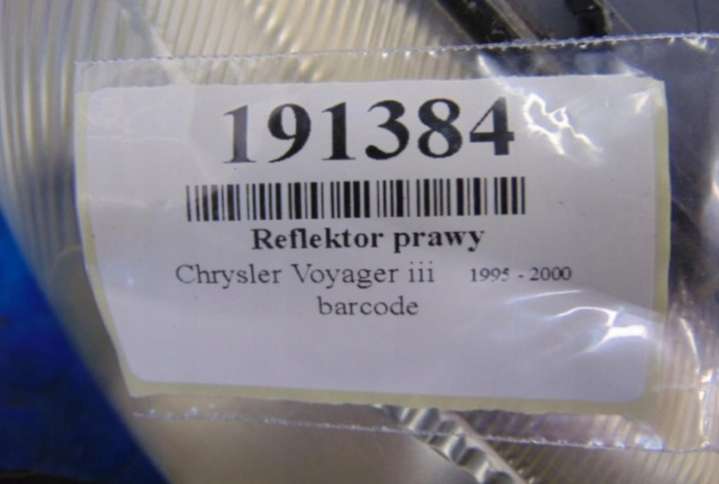 191384
Reflektor prawy
Chrysler Voyager iii 1995 - 2000
barcode